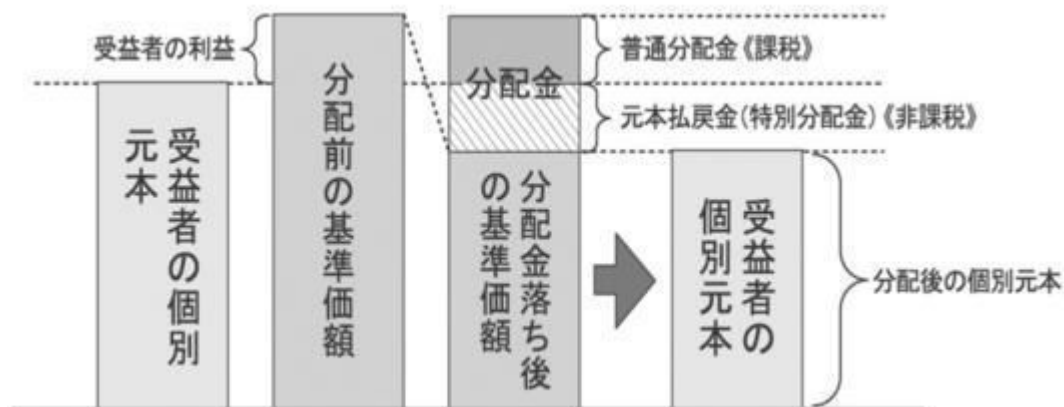 受益者の利益
受益者の個別
元本
分配前の基準価額
分配金
分配金落ち後
の基準価額
普通分配金《課税》
元本払戻金(特別分配金)《非課税》
受益者の
個別元本
分配後の個別元本